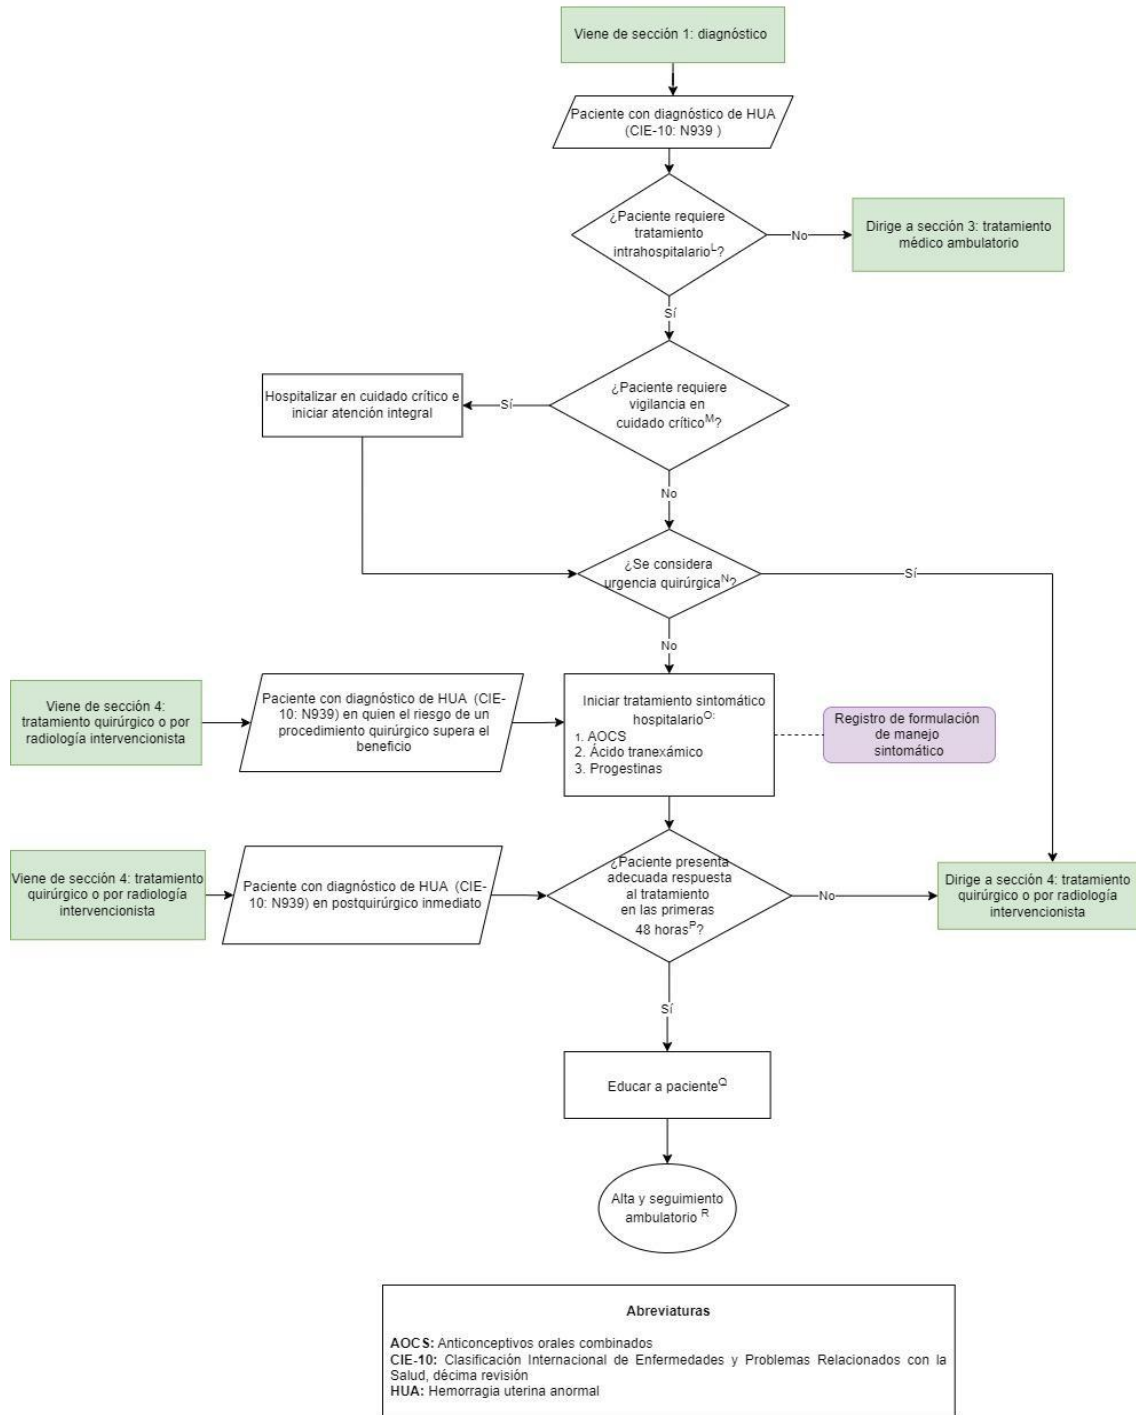 Viene de sección 1: diagnóstico
Paciente con diagnóstico de HUA
(CIE-10: N939 )
¿Paciente requiere
tratamiento
intrahospitalario^L?
No
Dirige a sección 3: tratamiento
médico ambulatorio
Sí
¿Paciente requiere
vigilancia en
cuidado crítico^M?
Sí
Hospitalizar en cuidado crítico e
iniciar atención integral
No
¿Se considera
urgencia quirúrgica^N?
Sí
No
Viene de sección 4:
tratamiento quirúrgico o por
radiología intervencionista
Paciente con diagnóstico de HUA (CIE-
10: N939) en quien el riesgo de un
procedimiento quirúrgico supera el
beneficio
Iniciar tratamiento sintomático
hospitalario^O:
1. AOCS
2. Ácido tranexámico
3. Progestinas
Registro de formulación
de manejo
sintomático
Viene de sección 4: tratamiento
quirúrgico o por radiología
intervencionista
Paciente con diagnóstico de HUA (CIE-
10: N939) en postquirúrgico inmediato
¿Paciente presenta
adecuada respuesta
al tratamiento
en las primeras
48 horas^P?
No
Dirige a sección 4: tratamiento
quirúrgico o por radiología
intervencionista
Sí
Educar a paciente^Q
Alta y seguimiento
ambulatorio ^R
Abreviaturas
AOCS: Anticonceptivos orales combinados
CIE-10: Clasificación Internacional de Enfermedades y Problemas Relacionados con la
Salud, décima revisión
HUA: Hemorragia uterina anormal